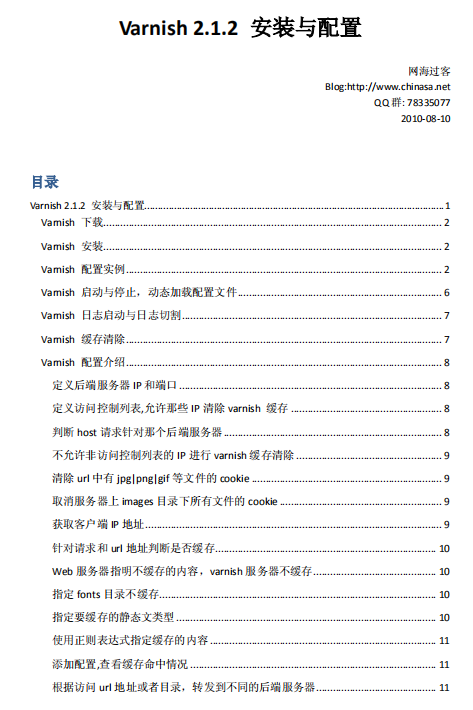 Varnish 2.1.2 安装与配置
网海过客
Blog:http://www.chinasa.net
QQ 群: 78335077
2010-08-10
目录
Varnish 2.1.2 安装与配置 1
Varnish 下载 2
Varnish 安装 2
Varnish 配置实例 2
Varnish 启动与停止，动态加载配置文件 6
Varnish 日志启动与日志切割 7
Varnish 缓存清除 7
Varnish 配置介绍 8
定义后端服务器 IP 和端口 8
定义访问控制列表,允许那些 IP 清除 varnish 缓存 8
判断 host 请求针对那个后端服务器 8
不允许非访问控制列表的 IP 进行 varnish 缓存清除 9
清除 url 中有 jpg|png|gif 等文件的 cookie 9
取消服务器上 images 目录下所有文件的 cookie 9
获取客户端 IP 地址 9
针对请求和 url 地址判断是否缓存 10
Web 服务器指明不缓存的内容，varnish 服务器不缓存 10
指定 fonts 目录不缓存 10
指定要缓存的静态文类型 10
使用正则表达式指定缓存的内容 11
添加配置,查看缓存命中情况 11
根据访问 url 地址或者目录，转发到不同的后端服务器 11